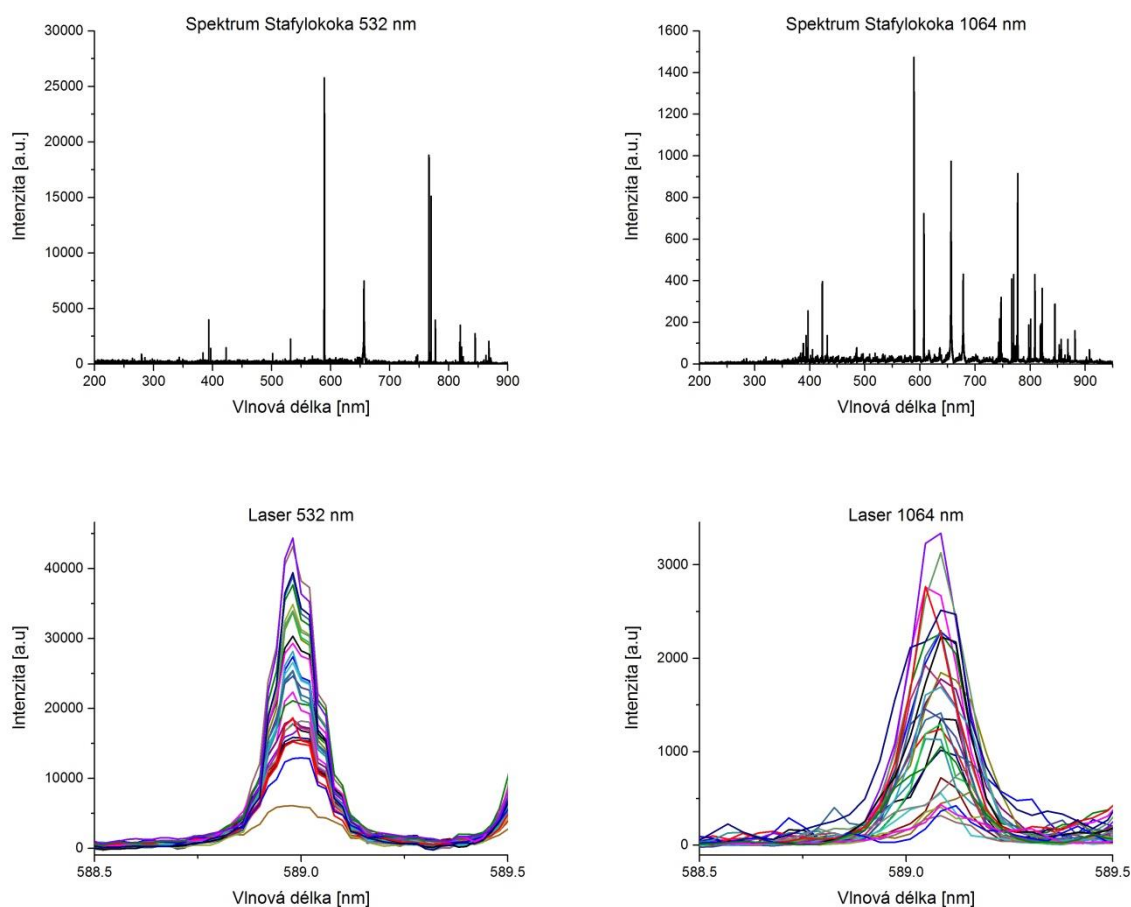 Spektrum Stafylokoka 532 nm
30000
25000
20000
15000
10000
5000
0
Intenzita [a.u.]
200 300 400 500 600 700 800 900
Vlnová délka [nm]
Spektrum Stafylokoka 1064 nm
1600
1400
1200
1000
800
600
400
200
0
Intenzita [a.u.]
200 300 400 500 600 700 800 900
Vlnová délka [nm]
Laser 532 nm
40000
30000
20000
10000
0
Intenzita [a.u.]
588.5 589.0 589.5
Vlnová délka [nm]
Laser 1064 nm
3000
2000
1000
0
Intenzita [a.u]
588.5 589.0 589.5
Vlnová délka [nm]